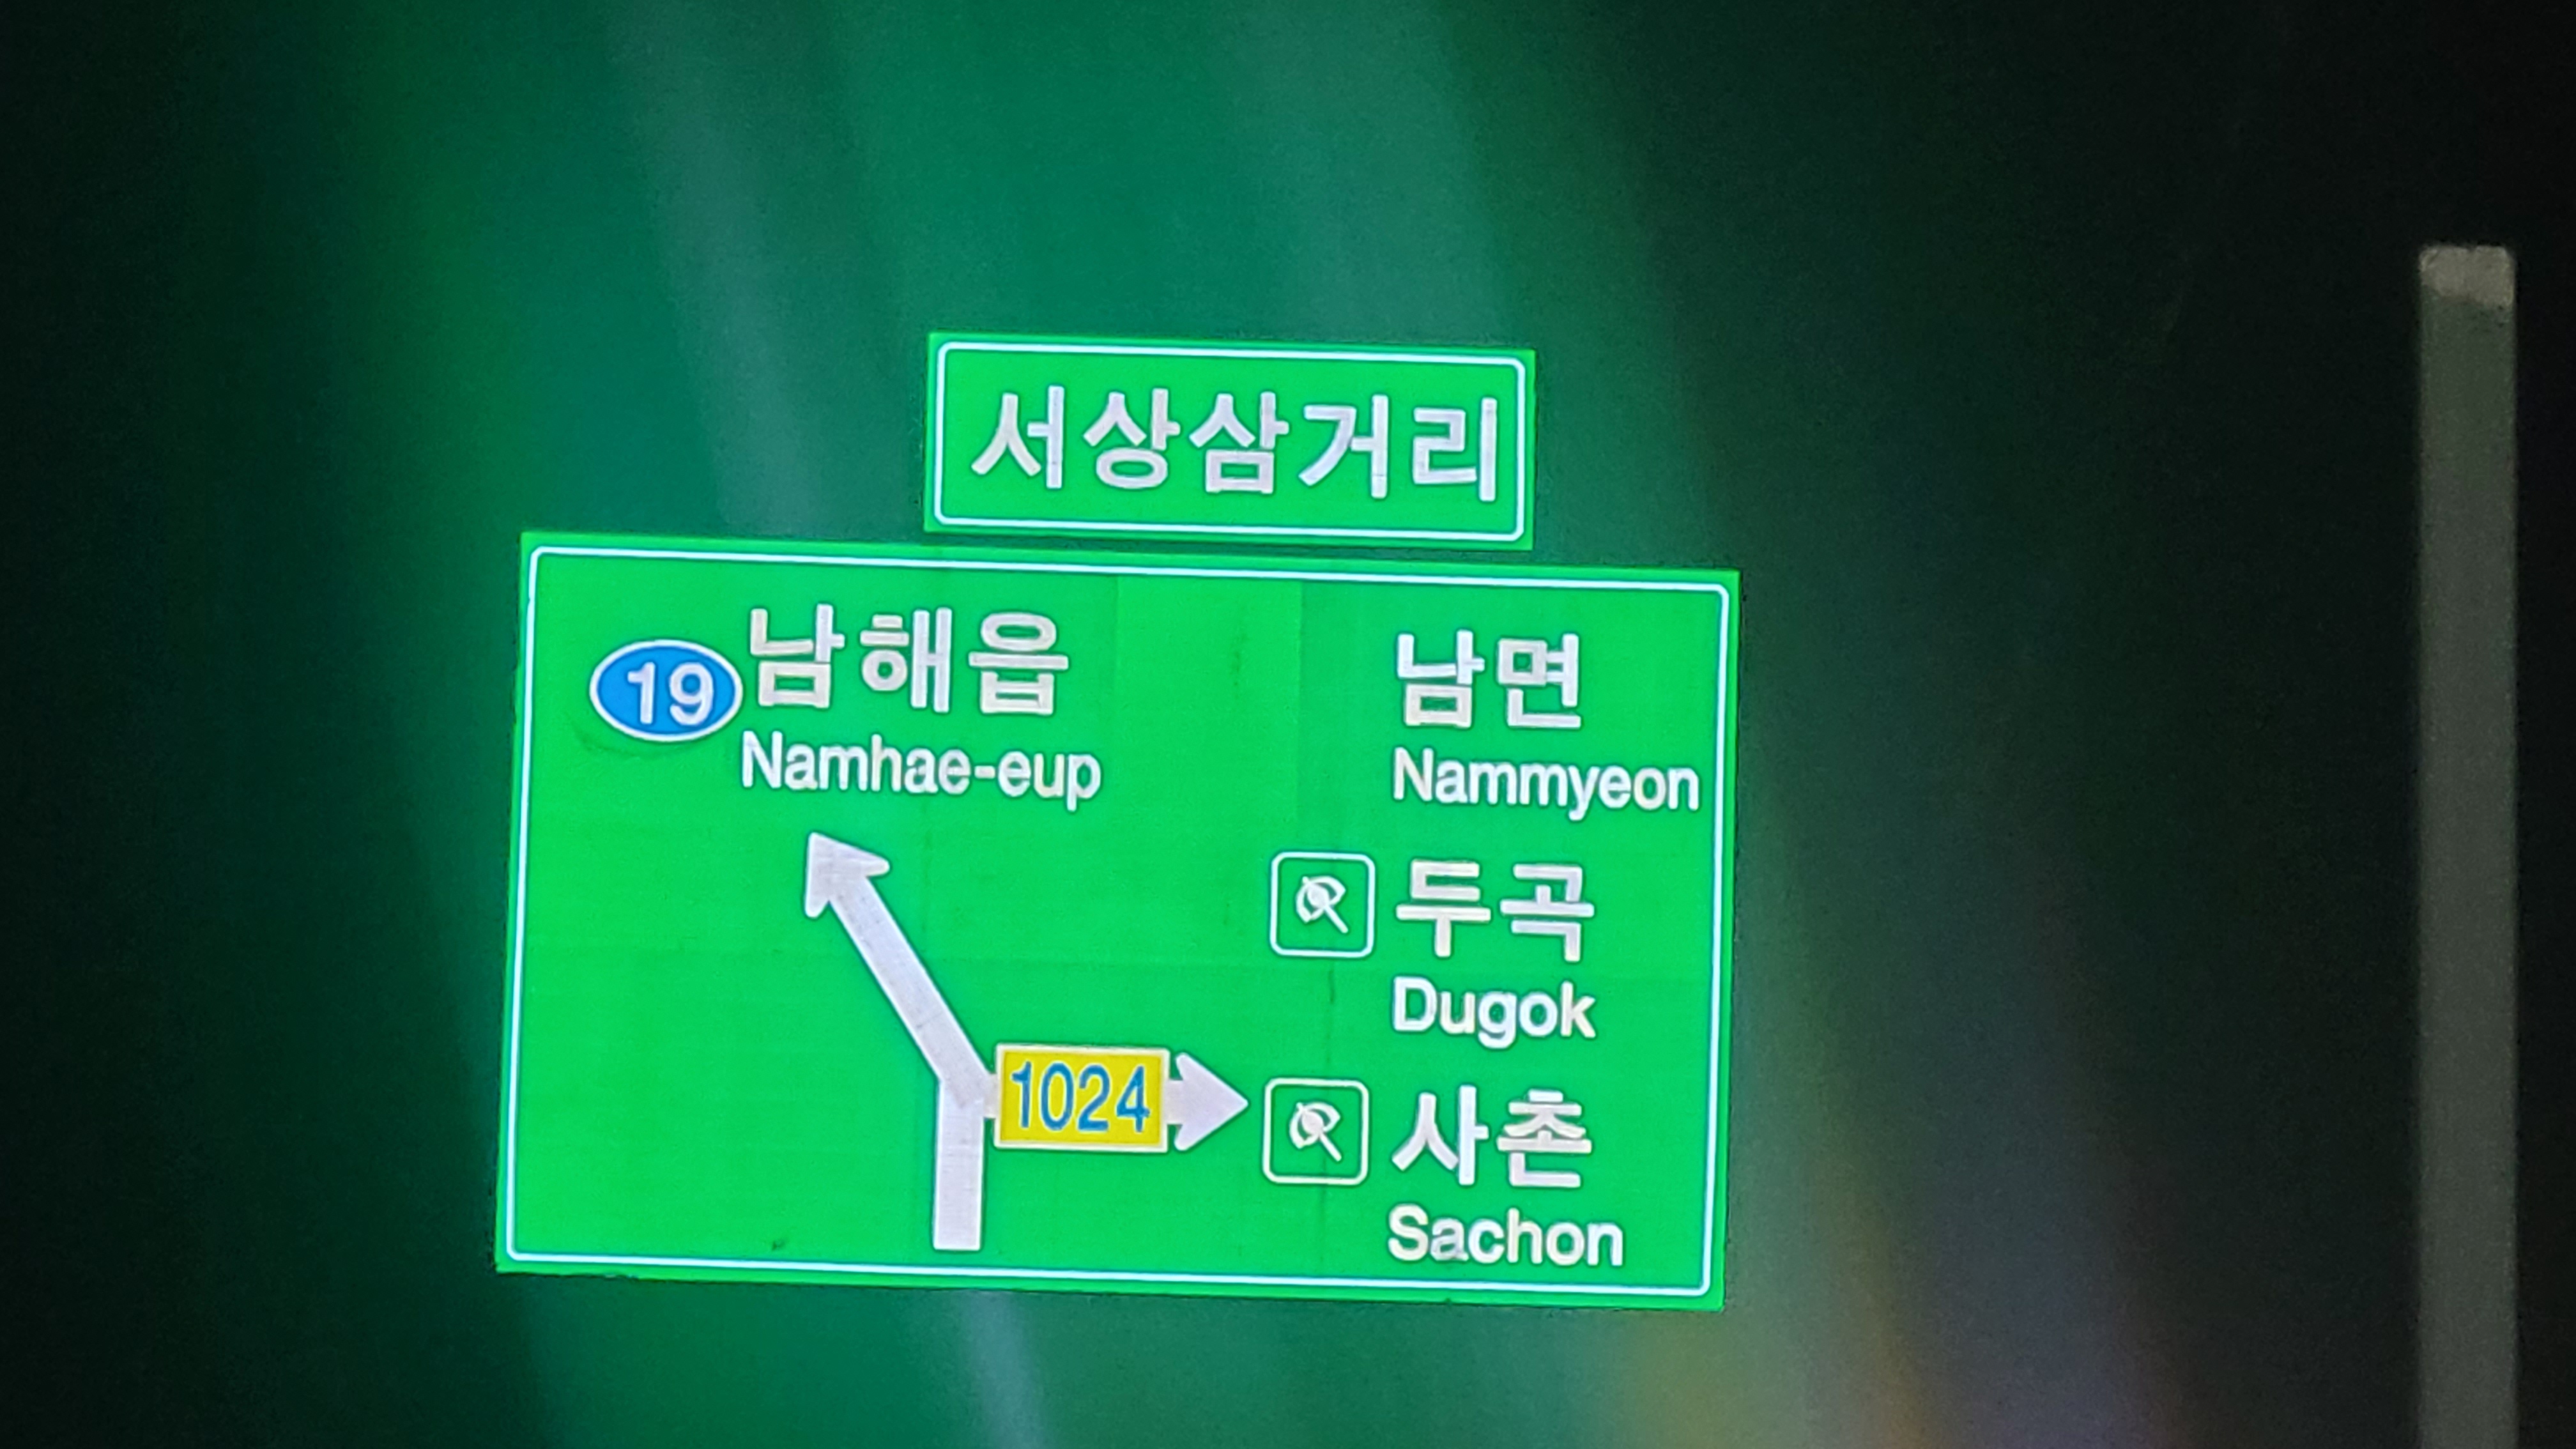 서상삼거리
19 남해읍
Namhae-eup
남면
Nammyeon
두곡
Dugok
1024
사촌
Sachon